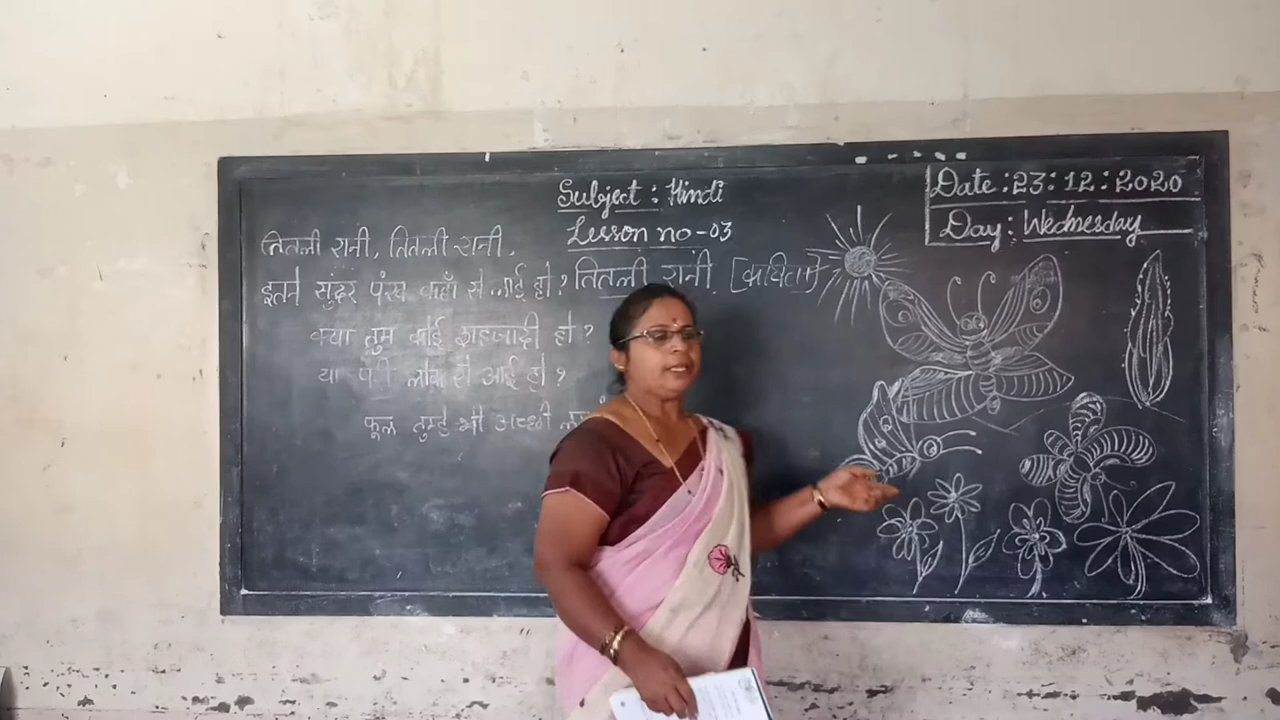 Subject : Hindi
Lesson no-03
तितली रानी. [कविता]
Date : 23 : 12 : 2020
Day : Wednesday
तितली रानी, तितली रानी,
इतने सुंदर पंख कहाँ से लाई हो?
क्या तुम कोई शहजादी हो?
या परी लोक से आई हो?
फूल तुम्हे भी अच्छी